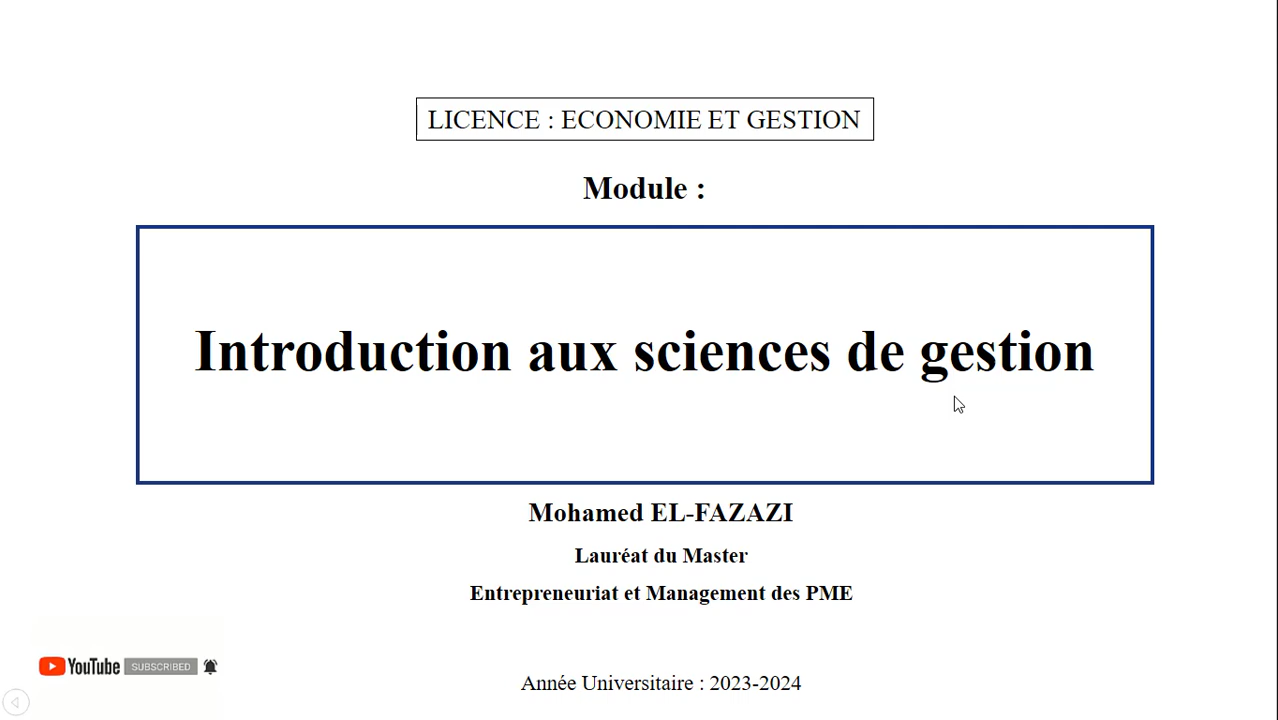 LICENCE : ECONOMIE ET GESTION
Module :
Introduction aux sciences de gestion
Mohamed EL-FAZAZI
Lauréat du Master
Entrepreneuriat et Management des PME
YouTube SUBSCRIBED
Année Universitaire : 2023-2024